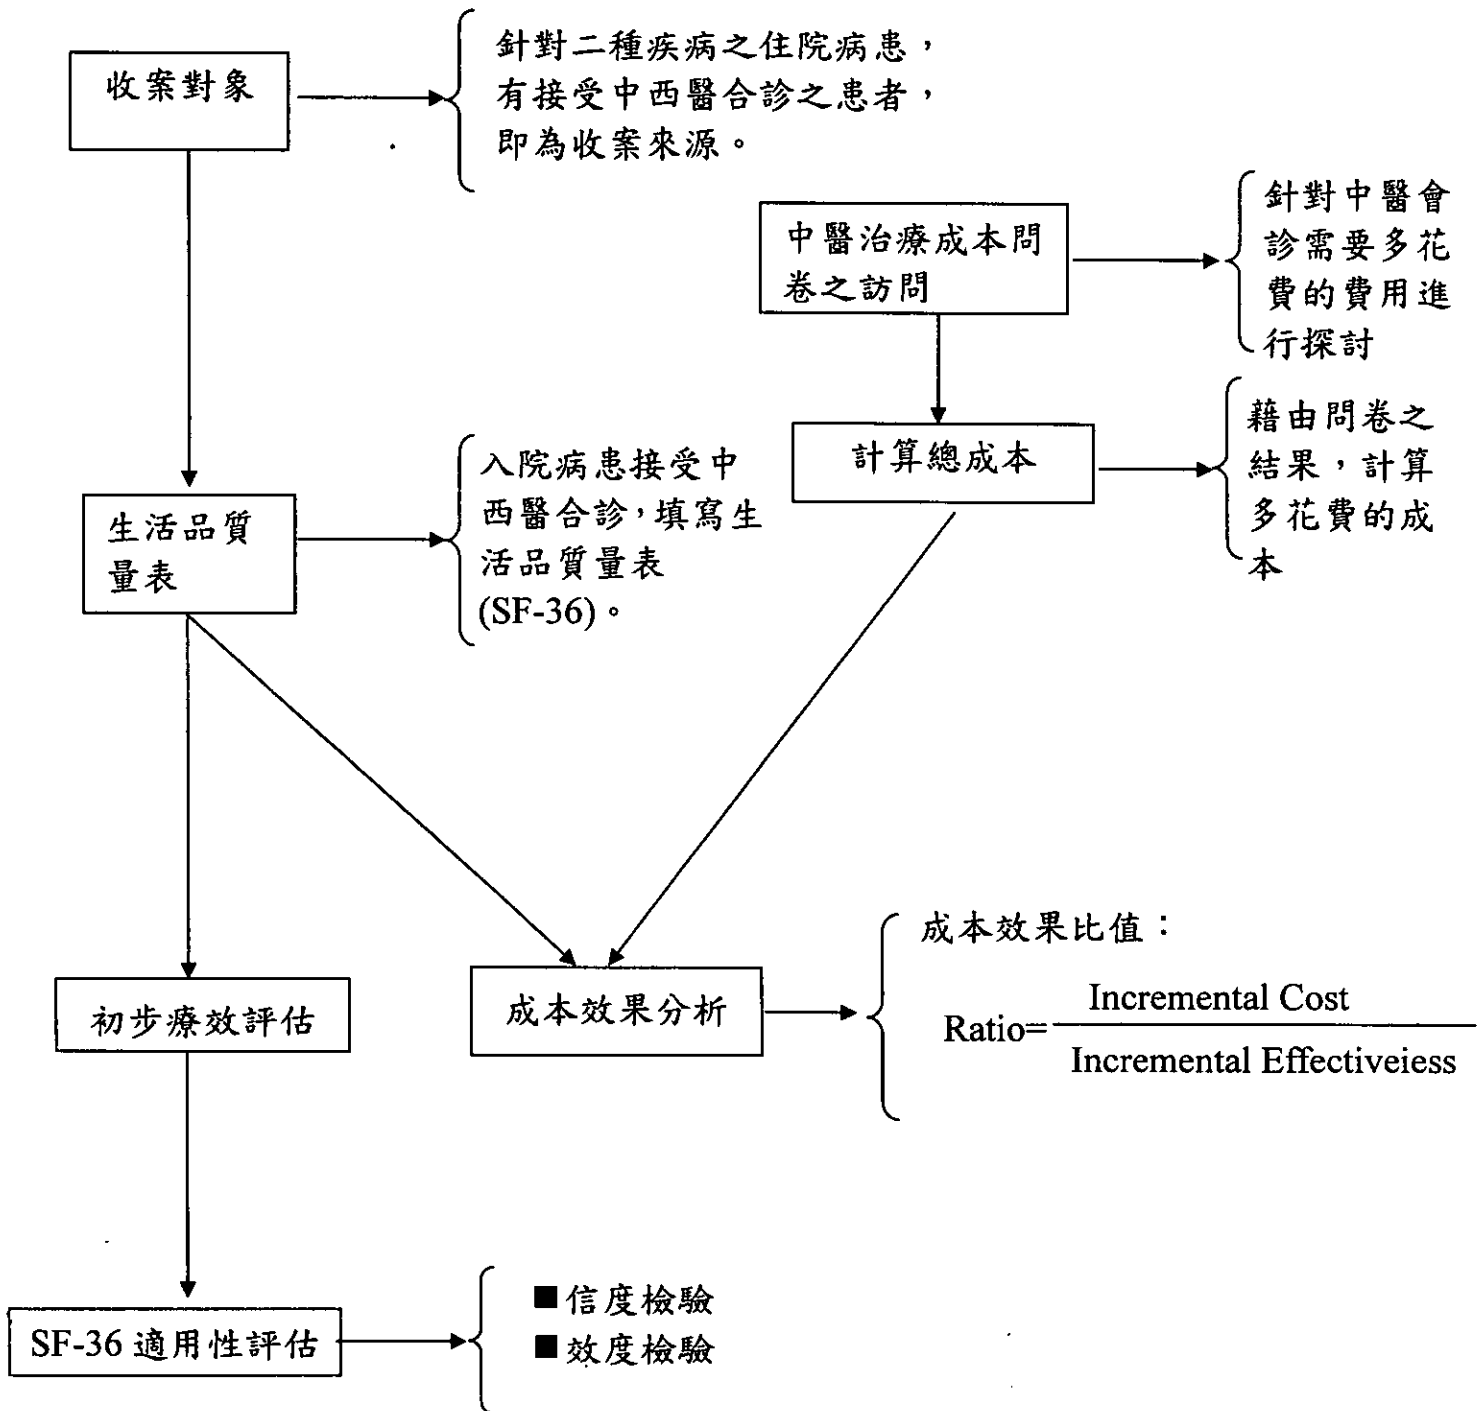 收案對象
針對二種疾病之住院病患，
有接受中西醫合診之患者，
即為收案來源。
中醫治療成本問
卷之訪問
針對中醫會
診需要多花
費的費用進
行探討
計算總成本
藉由問卷之
結果，計算
多花費的成
本
生活品質
量表
入院病患接受中
西醫合診，填寫生
活品質量表
(SF-36)。
初步療效評估
成本效果分析
成本效果比值：
Incremental Cost
Ratio=
Incremental Effectiveiess
SF-36 適用性評估
■信度檢驗
■效度檢驗